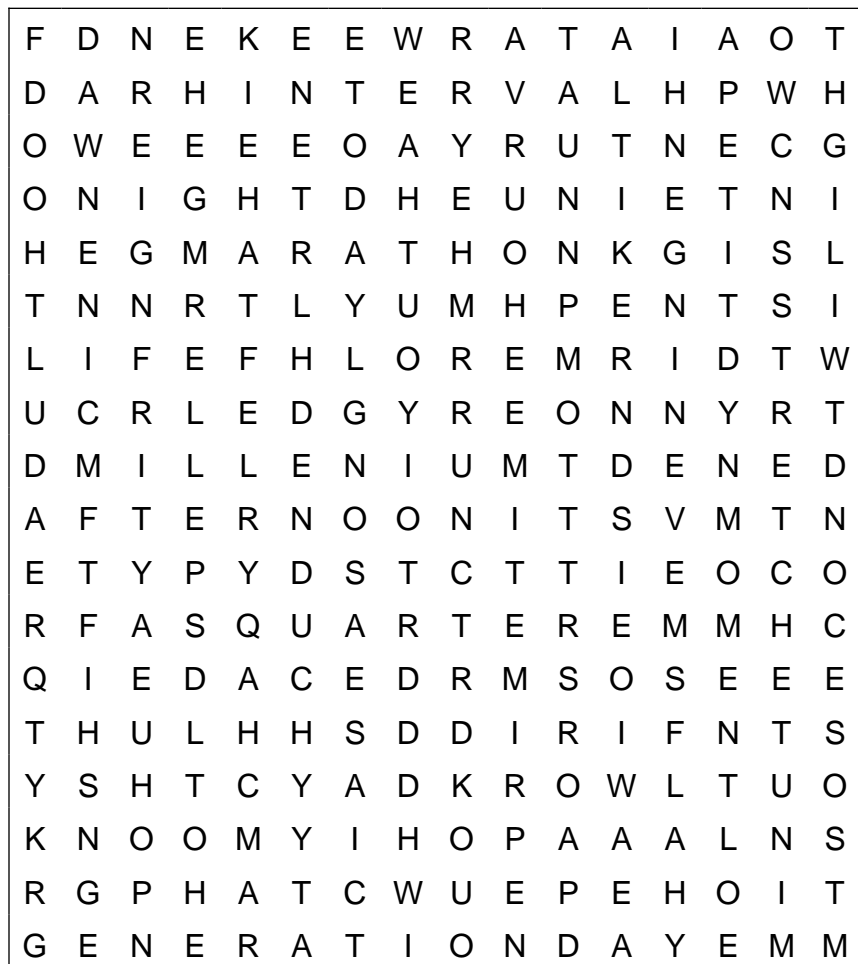 F D N E K E E W R A T A I A O T
D A R H I N T E R V A L H P W H
O W E E E E O A Y R U T N E C G
O N I G H T D H E U N I E T N I
H E G M A R A T H O N K G I S L
T N N R T L Y U M H P E N T S I
L I F E F H L O R E M R I D T W
U C R L E D G Y R E O N N Y R T
D M I L L E N I U M T D E N E D
A F T E R N O O N I T S V M T N
E T Y P Y D S T C T T I E O C O
R F A S Q U A R T E R E M M H C
Q I E D A C E D R M S O S E E E
T H U L H H S D D I R I F N T S
Y S H T C Y A D K R O W L T U O
K N O O M Y I H O P A A A L N S
R G P H A T C W U E P E H O I T
G E N E R A T I O N D A Y E M M